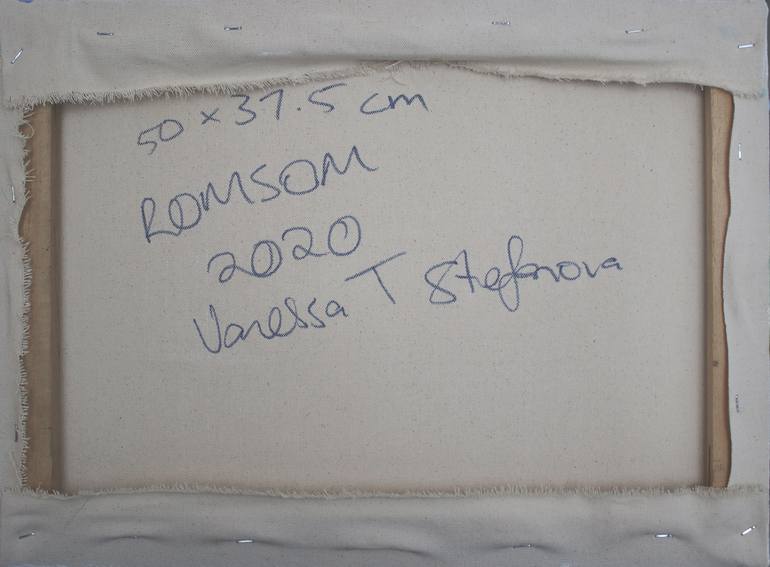 50 x 37.5 cm
ROMSOM
2020
Vanessa T Stefanova